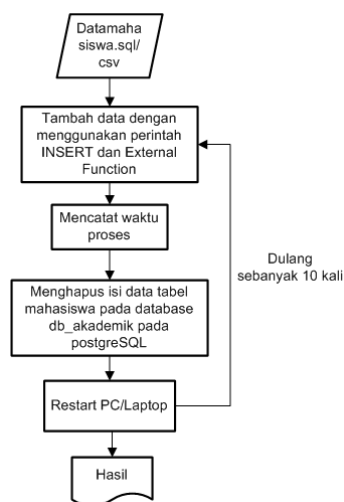 Datamaha
siswa.sql/
csv
Tambah data dengan
menggunakan perintah
INSERT dan External
Function
Mencatat waktu
proses
Dulang
sebanyak 10 kali
Menghapus isi data tabel
mahasiswa pada database
db_akademik pada
postgreSQL
Restart PC/Laptop
Hasil